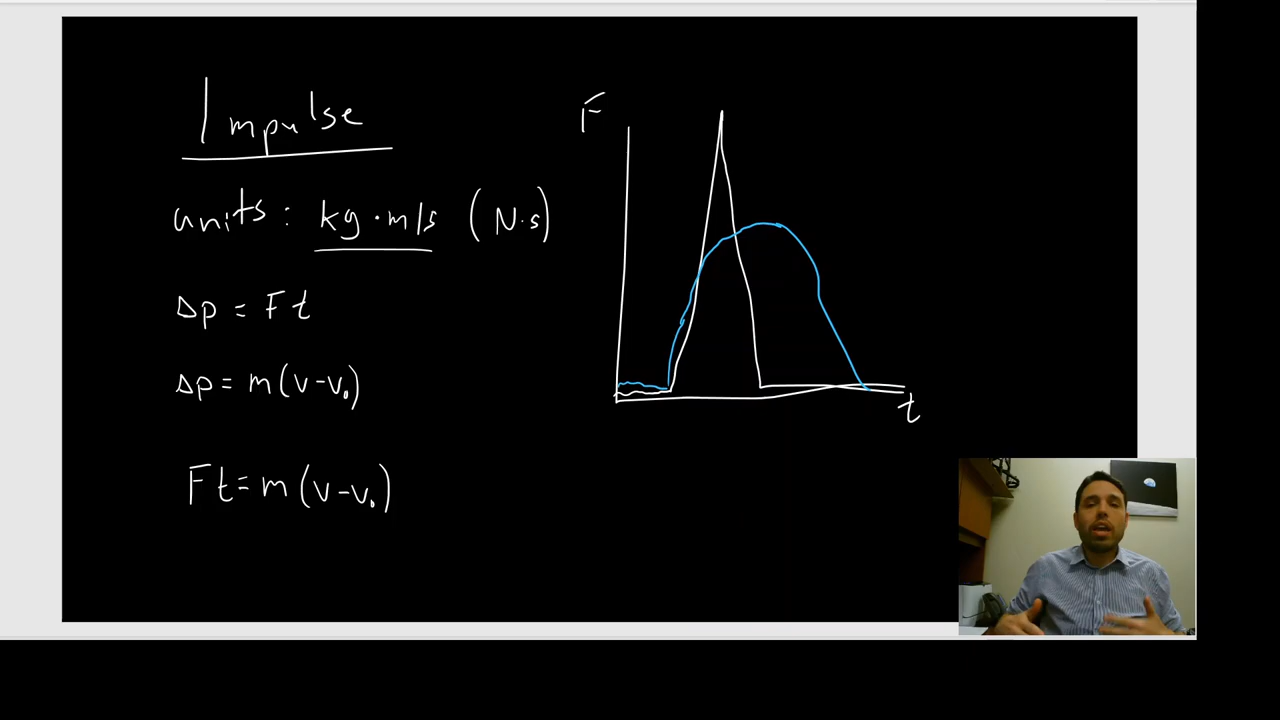 Impulse
units: kg·m/s (N·s)
Δp = Ft
Δp = m(v-v₀)
Ft = m(v-v₀)
F
t